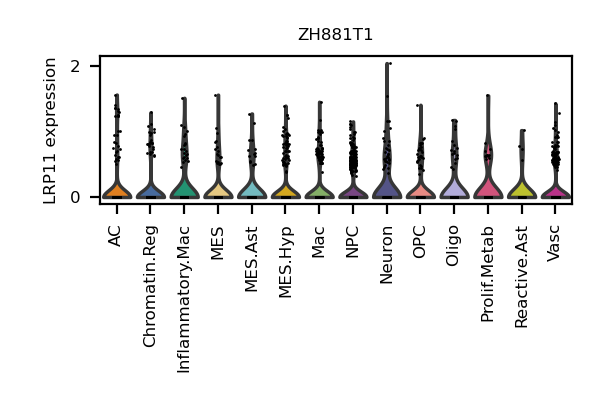 ZH881T1
LRP11 expression
2
0
AC
Chromatin.Reg
Inflammatory.Mac
MES
MES.Ast
MES.Hyp
Mac
NPC
Neuron
OPC
Oligo
Prolif.Metab
Reactive.Ast
Vasc